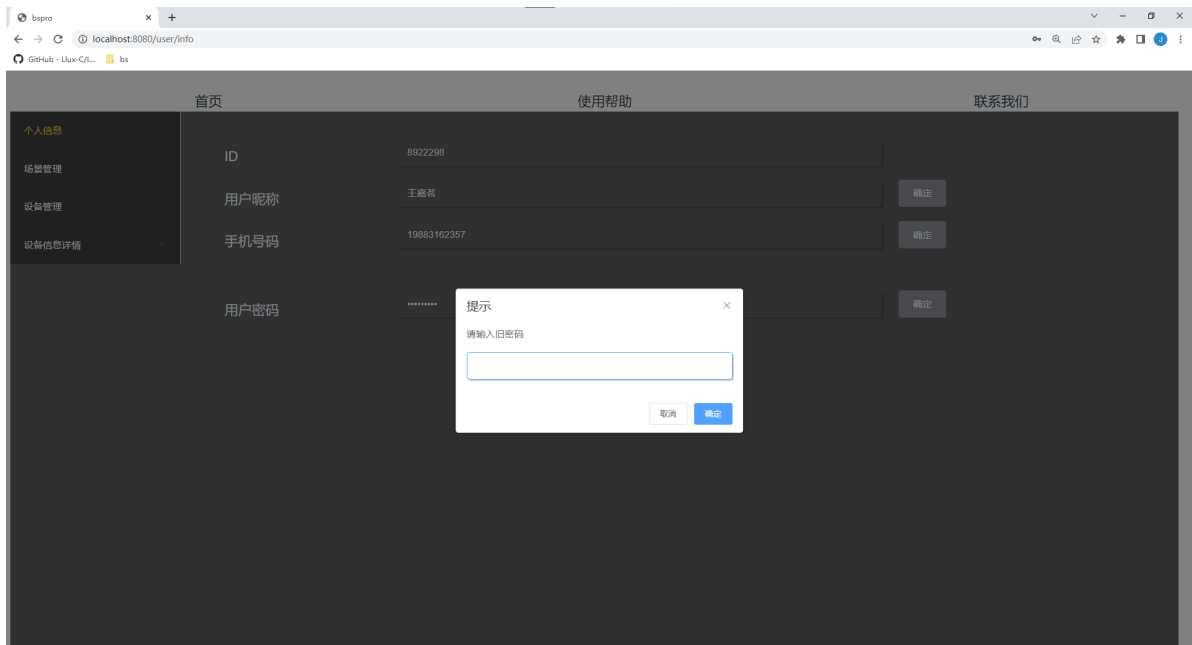 bspro
localhost:8080/user/info
GitHub - Llux-C/I...
bs
首页
使用帮助
联系我们
个人信息
场景管理
设备管理
设备信息详情
ID
8922298
用户昵称
王嘉茗
确定
手机号码
19883162357
确定
用户密码
•••••••••
确定
提示
请输入旧密码
取消
确定